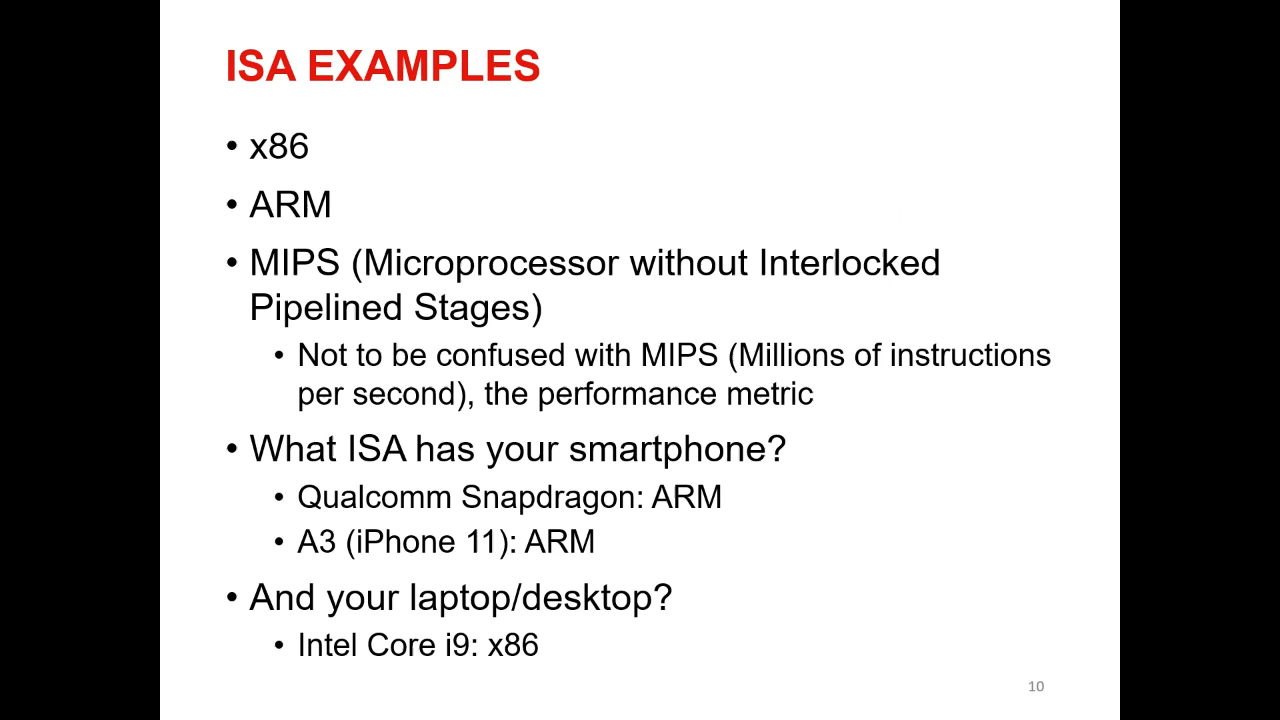 ISA EXAMPLES
• x86
• ARM
• MIPS (Microprocessor without Interlocked
Pipelined Stages)
• Not to be confused with MIPS (Millions of instructions
per second), the performance metric
• What ISA has your smartphone?
• Qualcomm Snapdragon: ARM
• A3 (iPhone 11): ARM
• And your laptop/desktop?
• Intel Core i9: x86
10